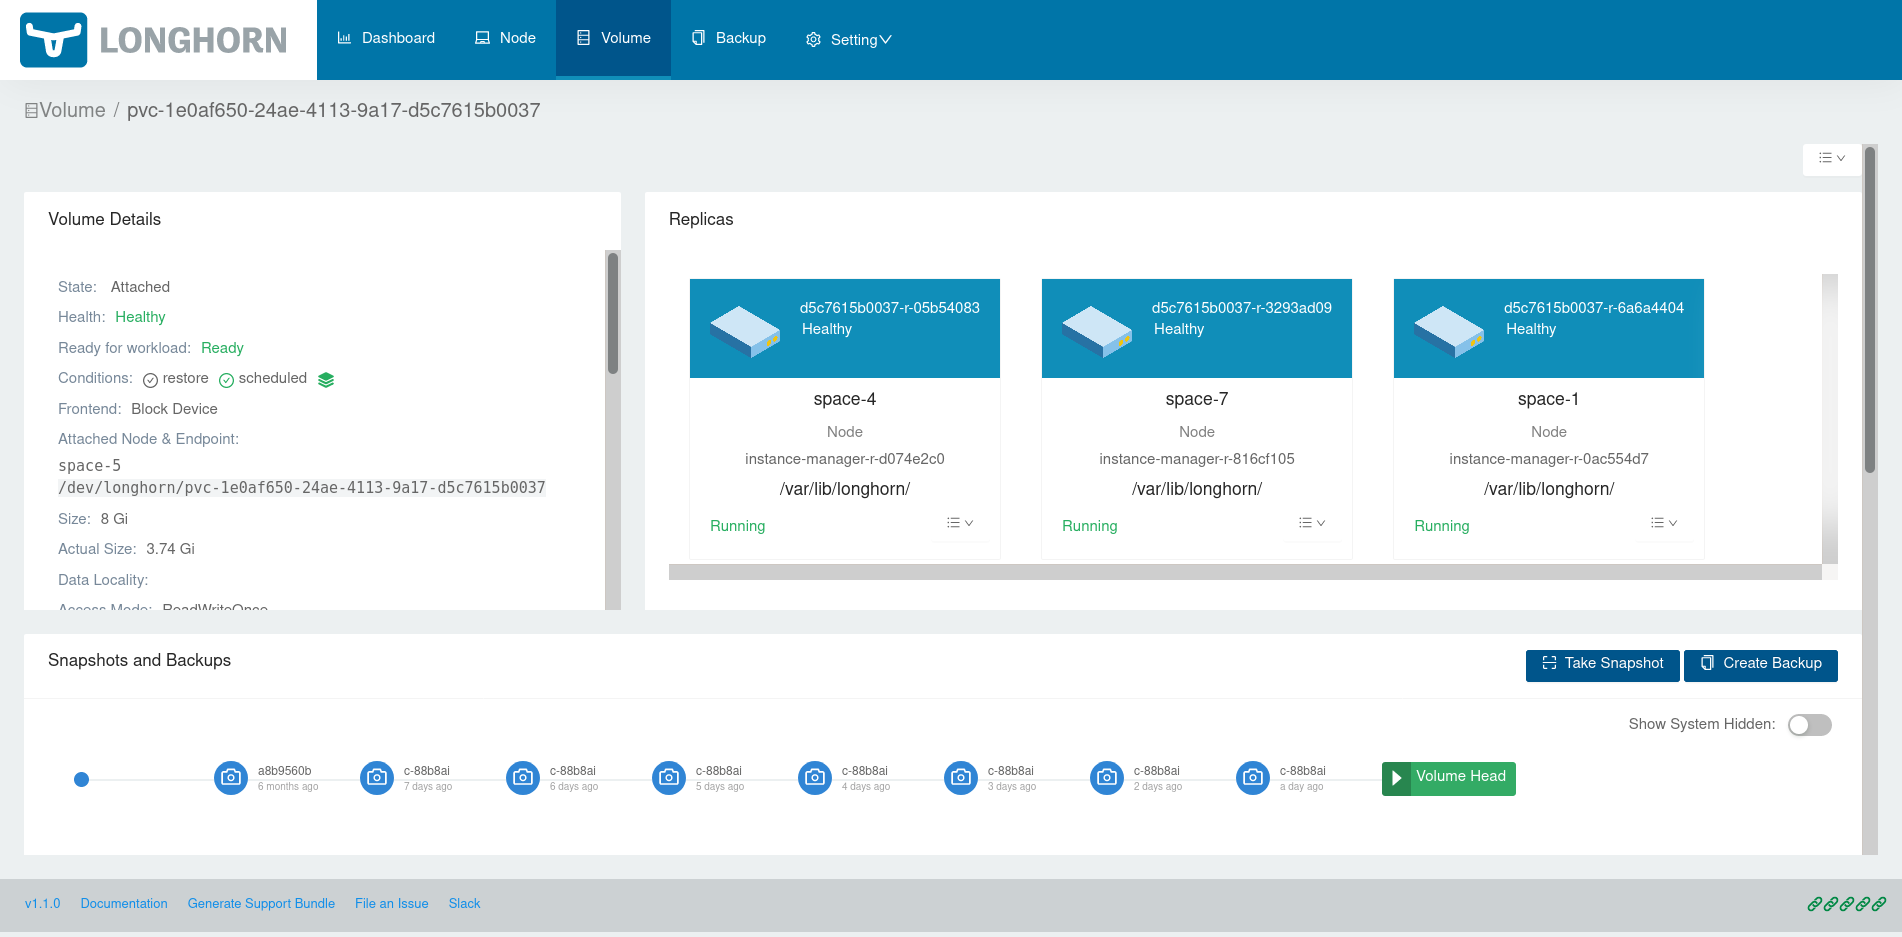 LONGHORN
Dashboard
Node
Volume
Backup
Setting
Volume / pvc-1e0af650-24ae-4113-9a17-d5c7615b0037
Volume Details
State: Attached
Health: Healthy
Ready for workload: Ready
Conditions: restore scheduled
Frontend: Block Device
Attached Node & Endpoint:
space-5
/dev/longhorn/pvc-1e0af650-24ae-4113-9a17-d5c7615b0037
Size: 8 Gi
Actual Size: 3.74 Gi
Data Locality:
Access Mode: ReadWriteOnce
Replicas
d5c7615b0037-r-05b54083
Healthy
space-4
Node
instance-manager-r-d074e2c0
/var/lib/longhorn/
Running
d5c7615b0037-r-3293ad09
Healthy
space-7
Node
instance-manager-r-816cf105
/var/lib/longhorn/
Running
d5c7615b0037-r-6a6a4404
Healthy
space-1
Node
instance-manager-r-0ac554d7
/var/lib/longhorn/
Running
Snapshots and Backups
Take Snapshot
Create Backup
Show System Hidden:
a8b9560b
6 months ago
c-88b8ai
7 days ago
c-88b8ai
6 days ago
c-88b8ai
5 days ago
c-88b8ai
4 days ago
c-88b8ai
3 days ago
c-88b8ai
2 days ago
c-88b8ai
a day ago
Volume Head
v1.1.0
Documentation
Generate Support Bundle
File an Issue
Slack